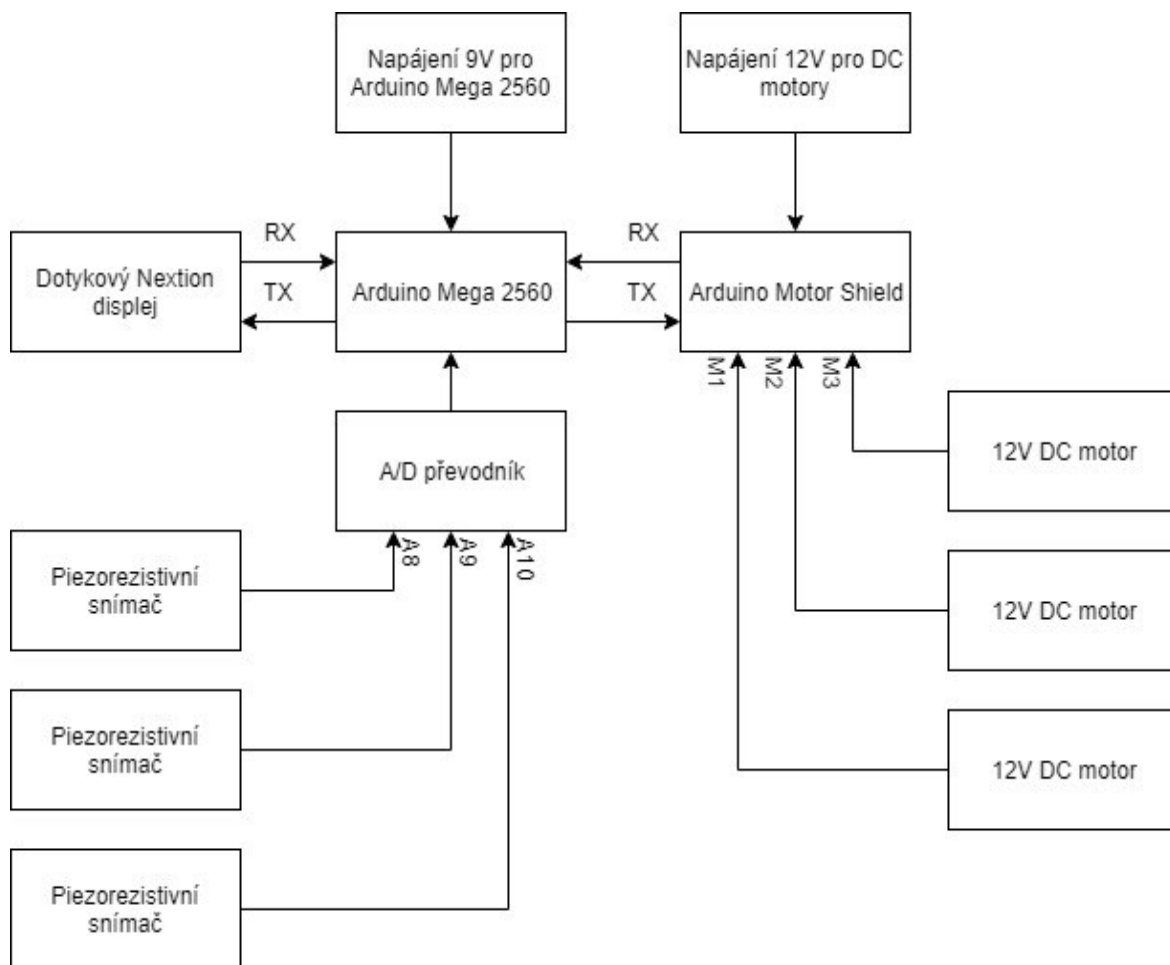 Napájení 9V pro
Arduino Mega 2560
Napájení 12V pro DC
motory
RX
RX
Dotykový Nextion
displej
TX
Arduino Mega 2560
TX
Arduino Motor Shield
M1
M2
M3
A/D převodník
12V DC motor
A8
A9
A10
Piezorezistivní
snímač
12V DC motor
Piezorezistivní
snímač
12V DC motor
Piezorezistivní
snímač